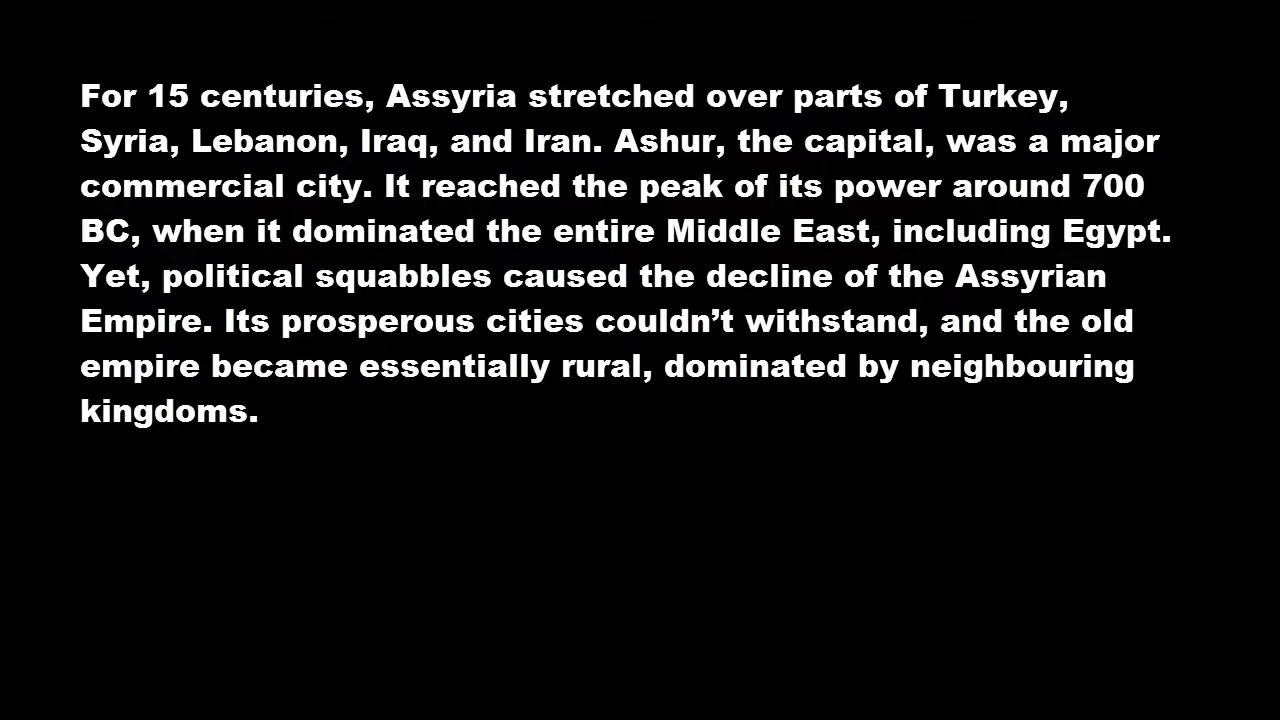 For 15 centuries, Assyria stretched over parts of Turkey,
Syria, Lebanon, Iraq, and Iran. Ashur, the capital, was a major
commercial city. It reached the peak of its power around 700
BC, when it dominated the entire Middle East, including Egypt.
Yet, political squabbles caused the decline of the Assyrian
Empire. Its prosperous cities couldn’t withstand, and the old
empire became essentially rural, dominated by neighbouring
kingdoms.